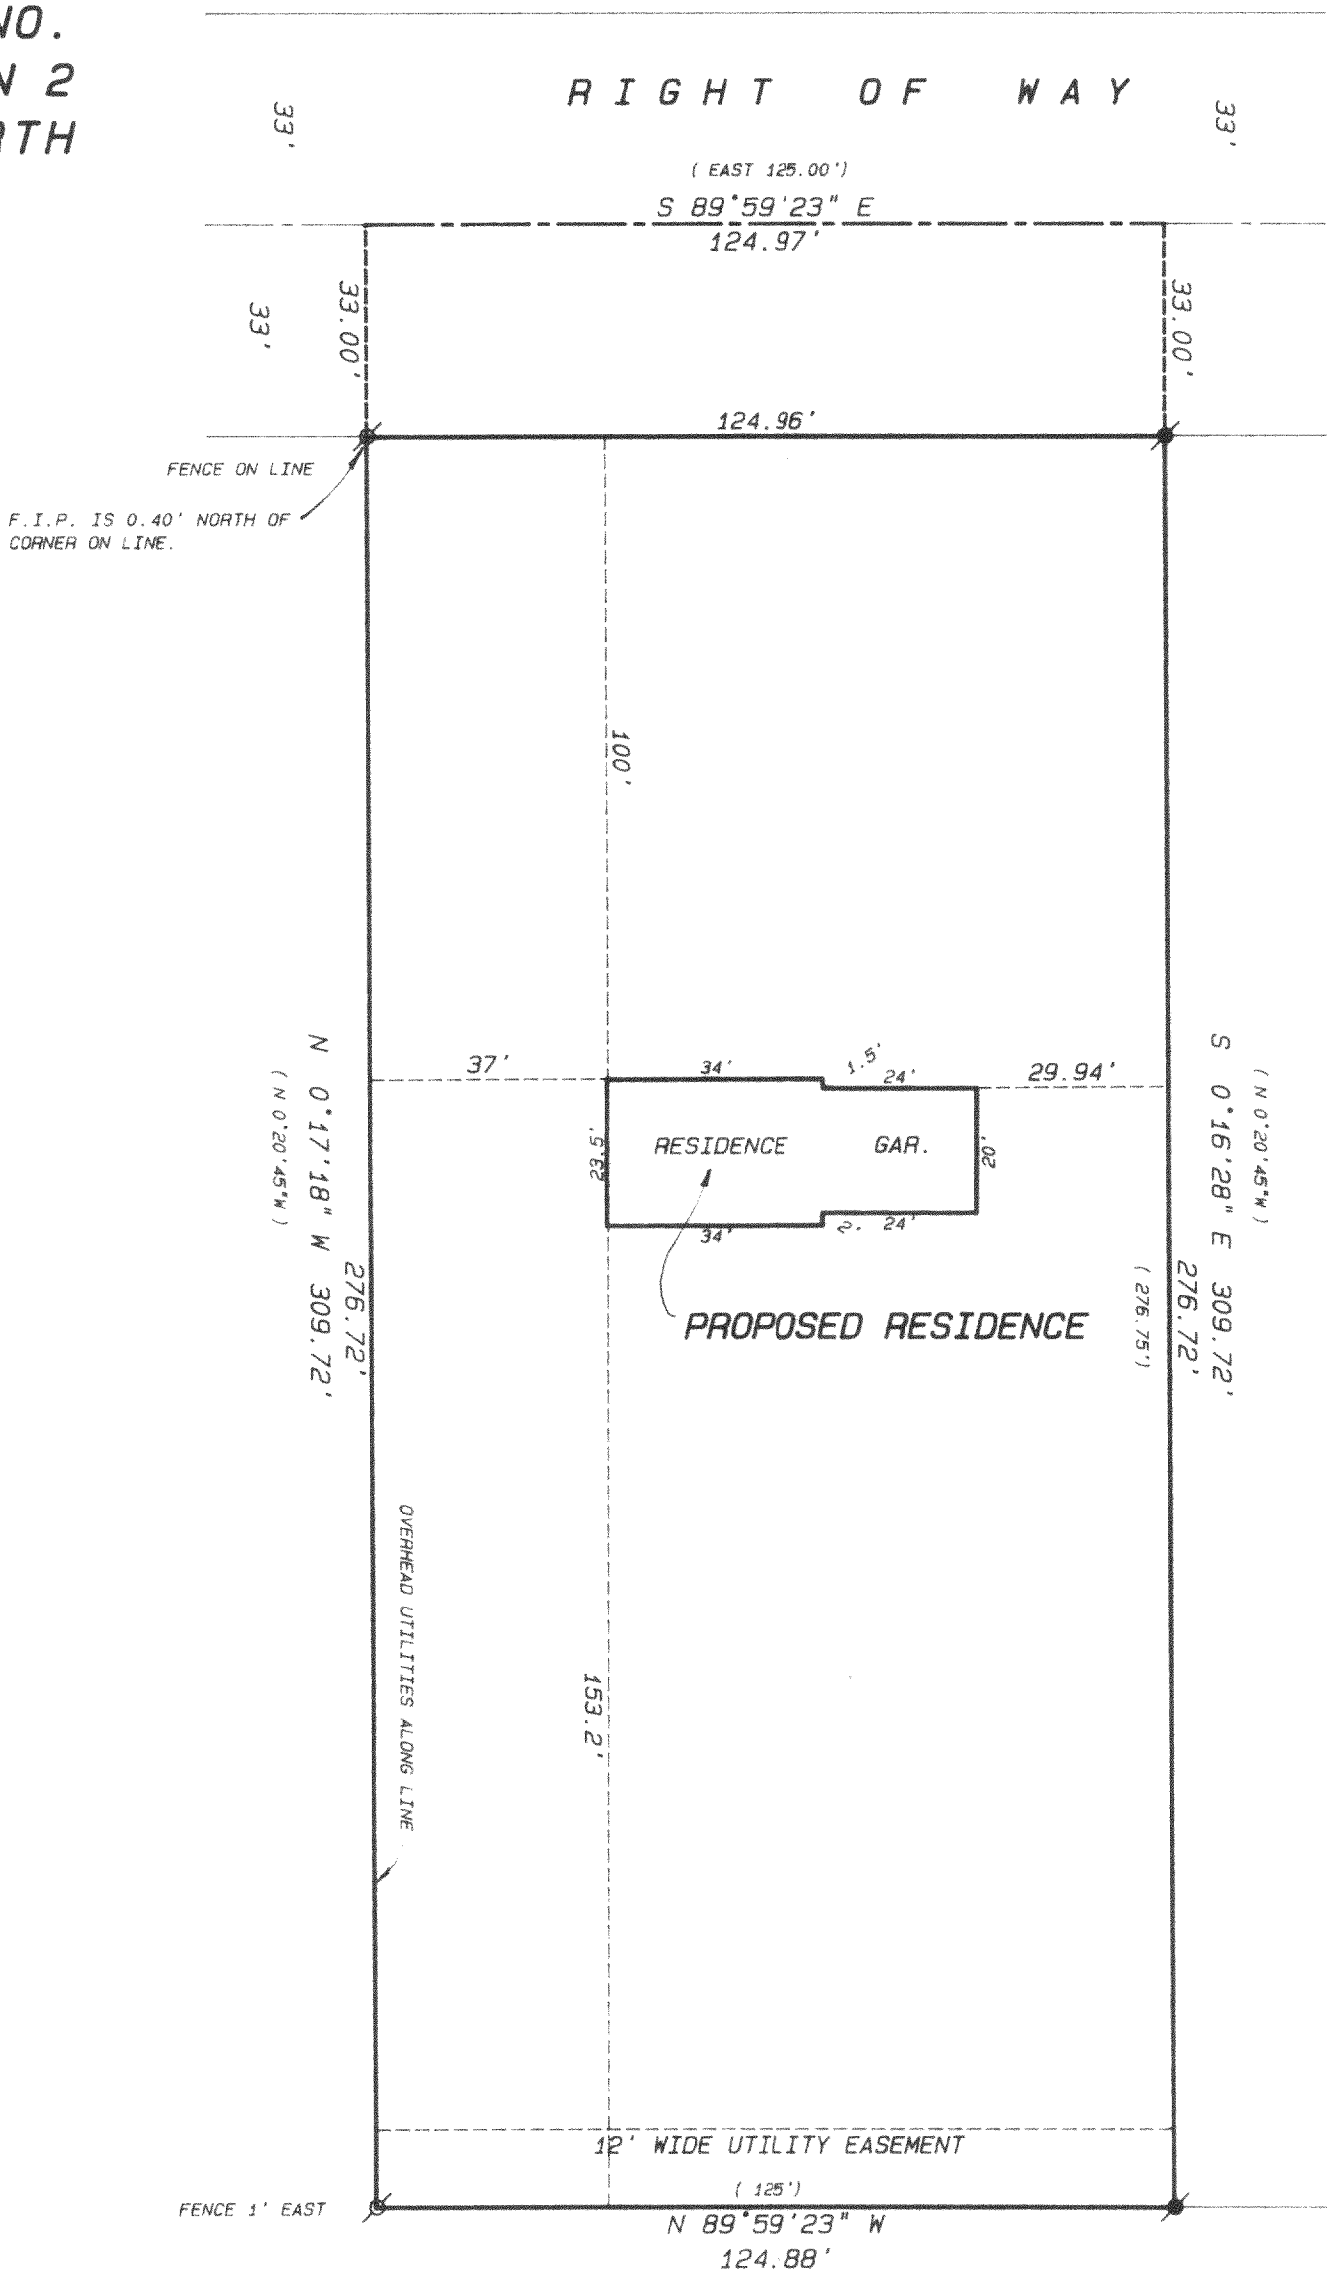 NO.
N 2
RTH
RIGHT OF WAY
33'
33'
( EAST 125.00')
S 89°59'23" E
124.97'
33'
33.00'
33.00'
124.96'
FENCE ON LINE
F.I.P. IS 0.40' NORTH OF
CORNER ON LINE.
100'
37'
34'
1.5'
24'
29.94'
23.5'
RESIDENCE
GAR.
20'
34'
2.
24'
PROPOSED RESIDENCE
N 0°17'18" W 309.72'
( N 0°20'45"W )
276.72'
S 0°16'28" E 309.72'
( N 0°20'45"W )
276.72'
( 276.75')
OVERHEAD UTILITIES ALONG LINE
153.2'
12' WIDE UTILITY EASEMENT
( 125')
FENCE 1' EAST
N 89°59'23" W
124.88'